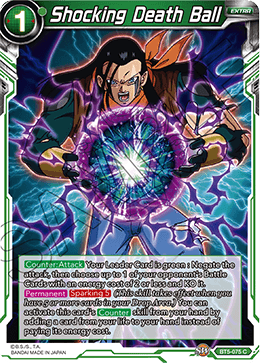 1
Shocking Death Ball
EXTRA
Counter:Attack Your Leader Card is green : Negate the
attack, then choose up to 1 of your opponent's Battle
Cards with an energy cost of 2 or less and KO it.
Permanent Sparking 5 (This skill takes effect when you
have 5 or more cards in your Drop Area.) You can
activate this card's Counter skill from your hand by
adding a card from your life to your hand instead of
paying its energy cost.
©B.S./S., T.A.
BANDAI MADE IN JAPAN
BT5-075 C